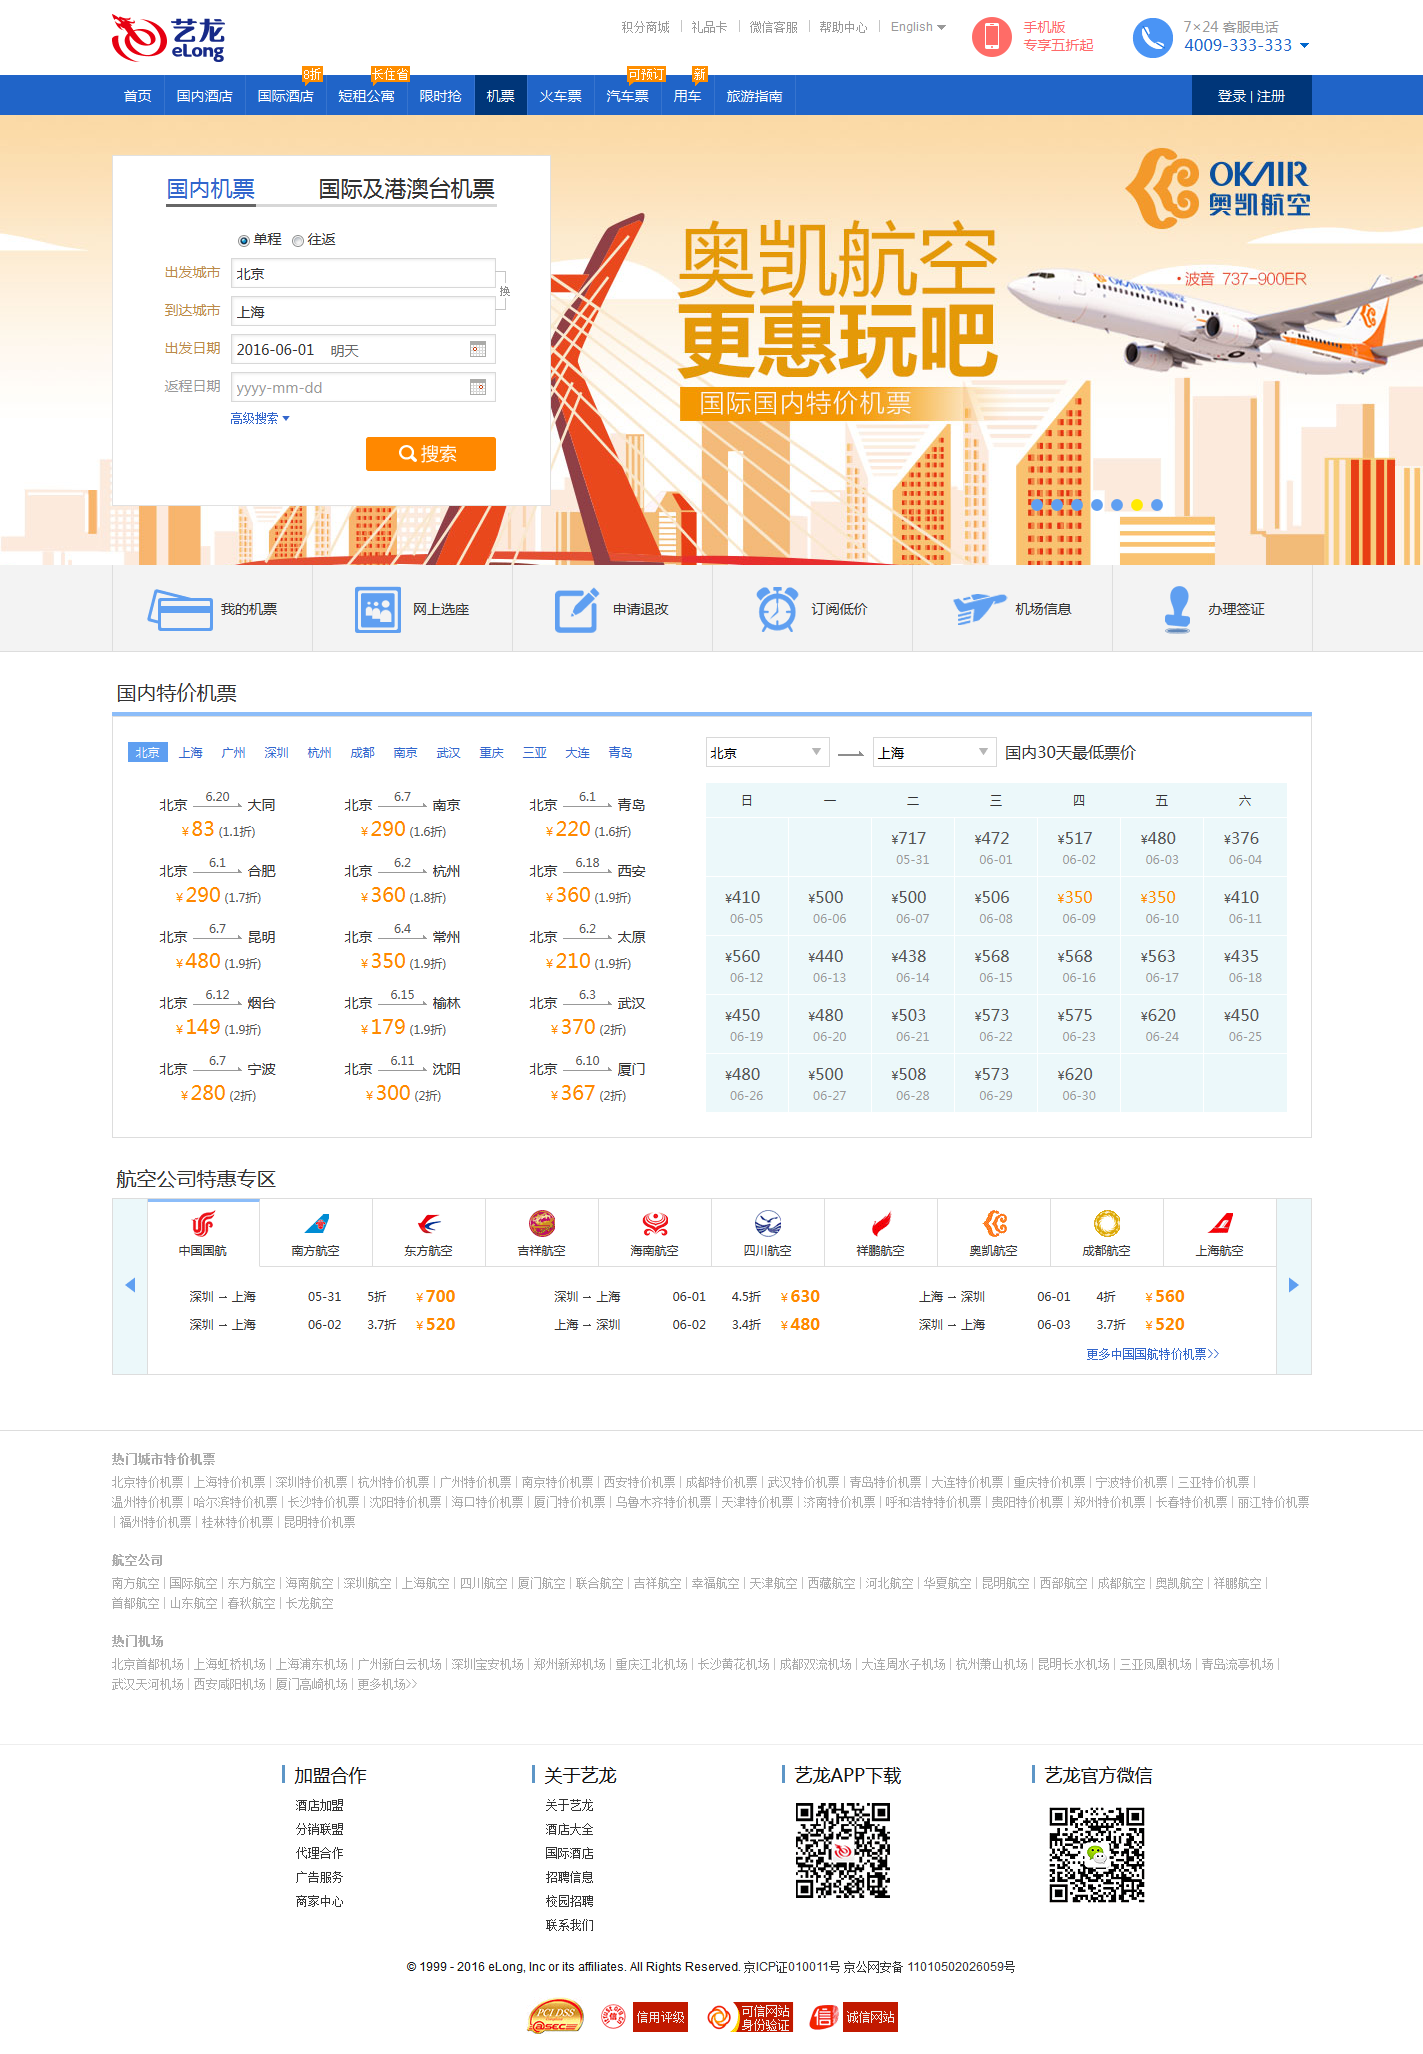 艺龙
eLong
积分商城 礼品卡 微信客服 帮助中心 English
手机版
专享五折起
7×24 客服电话
4009-333-333
8折 长住省 可预订 新
首页 国内酒店 国际酒店 短租公寓 限时抢 机票 火车票 汽车票 用车 旅游指南 登录 | 注册
国内机票 国际及港澳台机票
单程 往返
出发城市 北京
换
到达城市 上海
出发日期 2016-06-01 明天
返程日期 yyyy-mm-dd
高级搜索
搜索
OKAIR
奥凯航空
奥凯航空
更惠玩吧
国际国内特价机票
·波音 737-900ER
OKAIR 奥凯航空
我的机票 网上选座 申请退改 订阅低价 机场信息 办理签证
国内特价机票
北京 上海 广州 深圳 杭州 成都 南京 武汉 重庆 三亚 大连 青岛
北京 6.20 大同 北京 6.7 南京 北京 6.1 青岛
¥83 (1.1折) ¥290 (1.6折) ¥220 (1.6折)
北京 6.1 合肥 北京 6.2 杭州 北京 6.18 西安
¥290 (1.7折) ¥360 (1.8折) ¥360 (1.9折)
北京 6.7 昆明 北京 6.4 常州 北京 6.2 太原
¥480 (1.9折) ¥350 (1.9折) ¥210 (1.9折)
北京 6.12 烟台 北京 6.15 榆林 北京 6.3 武汉
¥149 (1.9折) ¥179 (1.9折) ¥370 (2折)
北京 6.7 宁波 北京 6.11 沈阳 北京 6.10 厦门
¥280 (2折) ¥300 (2折) ¥367 (2折)
北京 上海 国内30天最低票价
日 一 二 三 四 五 六
¥717 ¥472 ¥517 ¥480 ¥376
05-31 06-01 06-02 06-03 06-04
¥410 ¥500 ¥500 ¥506 ¥350 ¥350 ¥410
06-05 06-06 06-07 06-08 06-09 06-10 06-11
¥560 ¥440 ¥438 ¥568 ¥568 ¥563 ¥435
06-12 06-13 06-14 06-15 06-16 06-17 06-18
¥450 ¥480 ¥503 ¥573 ¥575 ¥620 ¥450
06-19 06-20 06-21 06-22 06-23 06-24 06-25
¥480 ¥500 ¥508 ¥573 ¥620
06-26 06-27 06-28 06-29 06-30
航空公司特惠专区
中国国航 南方航空 东方航空 吉祥航空 海南航空 四川航空 祥鹏航空 奥凯航空 成都航空 上海航空
深圳 → 上海 05-31 5折 ¥700 深圳 → 上海 06-01 4.5折 ¥630 上海 → 深圳 06-01 4折 ¥560
深圳 → 上海 06-02 3.7折 ¥520 上海 → 深圳 06-02 3.4折 ¥480 深圳 → 上海 06-03 3.7折 ¥520
更多中国国航特价机票>>
热门城市特价机票
北京特价机票 | 上海特价机票 | 深圳特价机票 | 杭州特价机票 | 广州特价机票 | 南京特价机票 | 西安特价机票 | 成都特价机票 | 武汉特价机票 | 青岛特价机票 | 大连特价机票 | 重庆特价机票 | 宁波特价机票 | 三亚特价机票 |
温州特价机票 | 哈尔滨特价机票 | 长沙特价机票 | 沈阳特价机票 | 海口特价机票 | 厦门特价机票 | 乌鲁木齐特价机票 | 天津特价机票 | 济南特价机票 | 呼和浩特特价机票 | 贵阳特价机票 | 郑州特价机票 | 长春特价机票 | 丽江特价机票
| 福州特价机票 | 桂林特价机票 | 昆明特价机票
航空公司
南方航空 | 国际航空 | 东方航空 | 海南航空 | 深圳航空 | 上海航空 | 四川航空 | 厦门航空 | 联合航空 | 吉祥航空 | 幸福航空 | 天津航空 | 西藏航空 | 河北航空 | 华夏航空 | 昆明航空 | 西部航空 | 成都航空 | 奥凯航空 | 祥鹏航空 |
首都航空 | 山东航空 | 春秋航空 | 长龙航空
热门机场
北京首都机场 | 上海虹桥机场 | 上海浦东机场 | 广州新白云机场 | 深圳宝安机场 | 郑州新郑机场 | 重庆江北机场 | 长沙黄花机场 | 成都双流机场 | 大连周水子机场 | 杭州萧山机场 | 昆明长水机场 | 三亚凤凰机场 | 青岛流亭机场 |
武汉天河机场 | 西安咸阳机场 | 厦门高崎机场 | 更多机场>>
加盟合作 关于艺龙 艺龙APP下载 艺龙官方微信
酒店加盟 关于艺龙
分销联盟 酒店大全
代理合作 国际酒店
广告服务 招聘信息
商家中心 校园招聘
联系我们
© 1999 - 2016 eLong, Inc or its affiliates. All Rights Reserved. 京ICP证010011号 京公网安备 11010502026059号
PCI.DSS
@SEC
信 信用评级
可信网站
身份验证
信 诚信网站